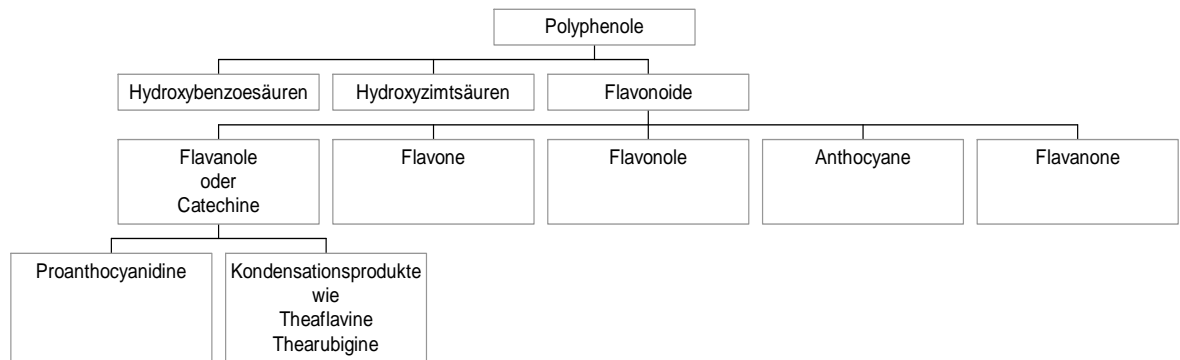 Polyphenole
Hydroxybenzoesäuren
Hydroxyzimtsäuren
Flavonoide
Flavanole
oder
Catechine
Flavone
Flavonole
Anthocyane
Flavanone
Proanthocyanidine
Kondensationsprodukte
wie
Theaflavine
Thearubigine